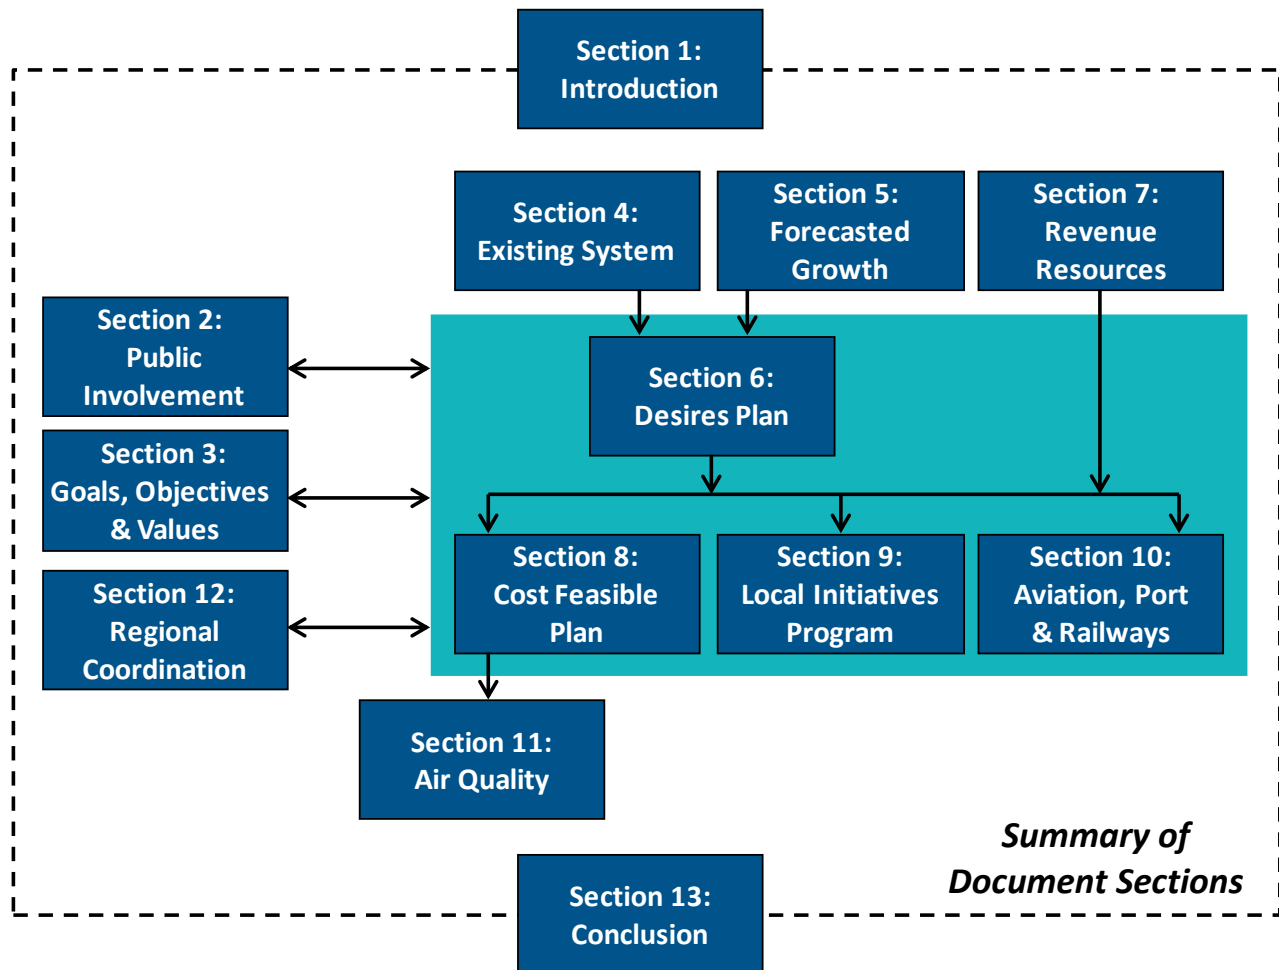 Section 1:
Introduction
Section 4:
Existing System
Section 5:
Forecasted
Growth
Section 7:
Revenue
Resources
Section 2:
Public
Involvement
Section 6:
Desires Plan
Section 3:
Goals, Objectives
& Values
Section 8:
Cost Feasible
Plan
Section 9:
Local Initiatives
Program
Section 10:
Aviation, Port
& Railways
Section 12:
Regional
Coordination
Section 11:
Air Quality
Summary of
Document Sections
Section 13:
Conclusion